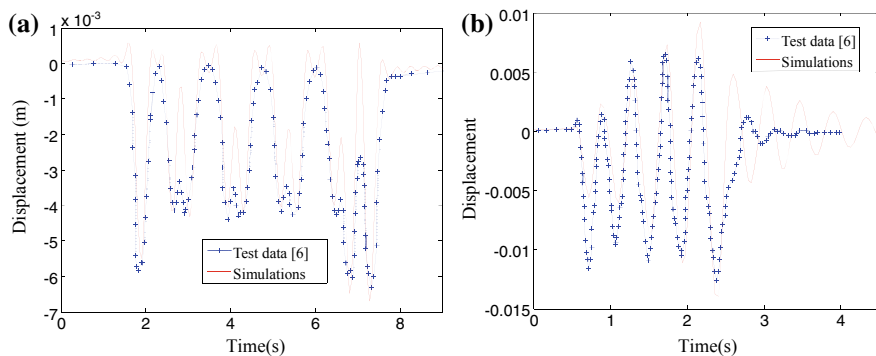 (a)
1 × 10⁻³
0
-1
-2
-3
-4
-5
-6
-7
0 2 4 6 8
Displacement (m)
Time(s)
Test data [6]
Simulations
(b)
0.01
0.005
0
-0.005
-0.01
-0.015
0 1 2 3 4
Displacement
Time(s)
Test data [6]
Simulations